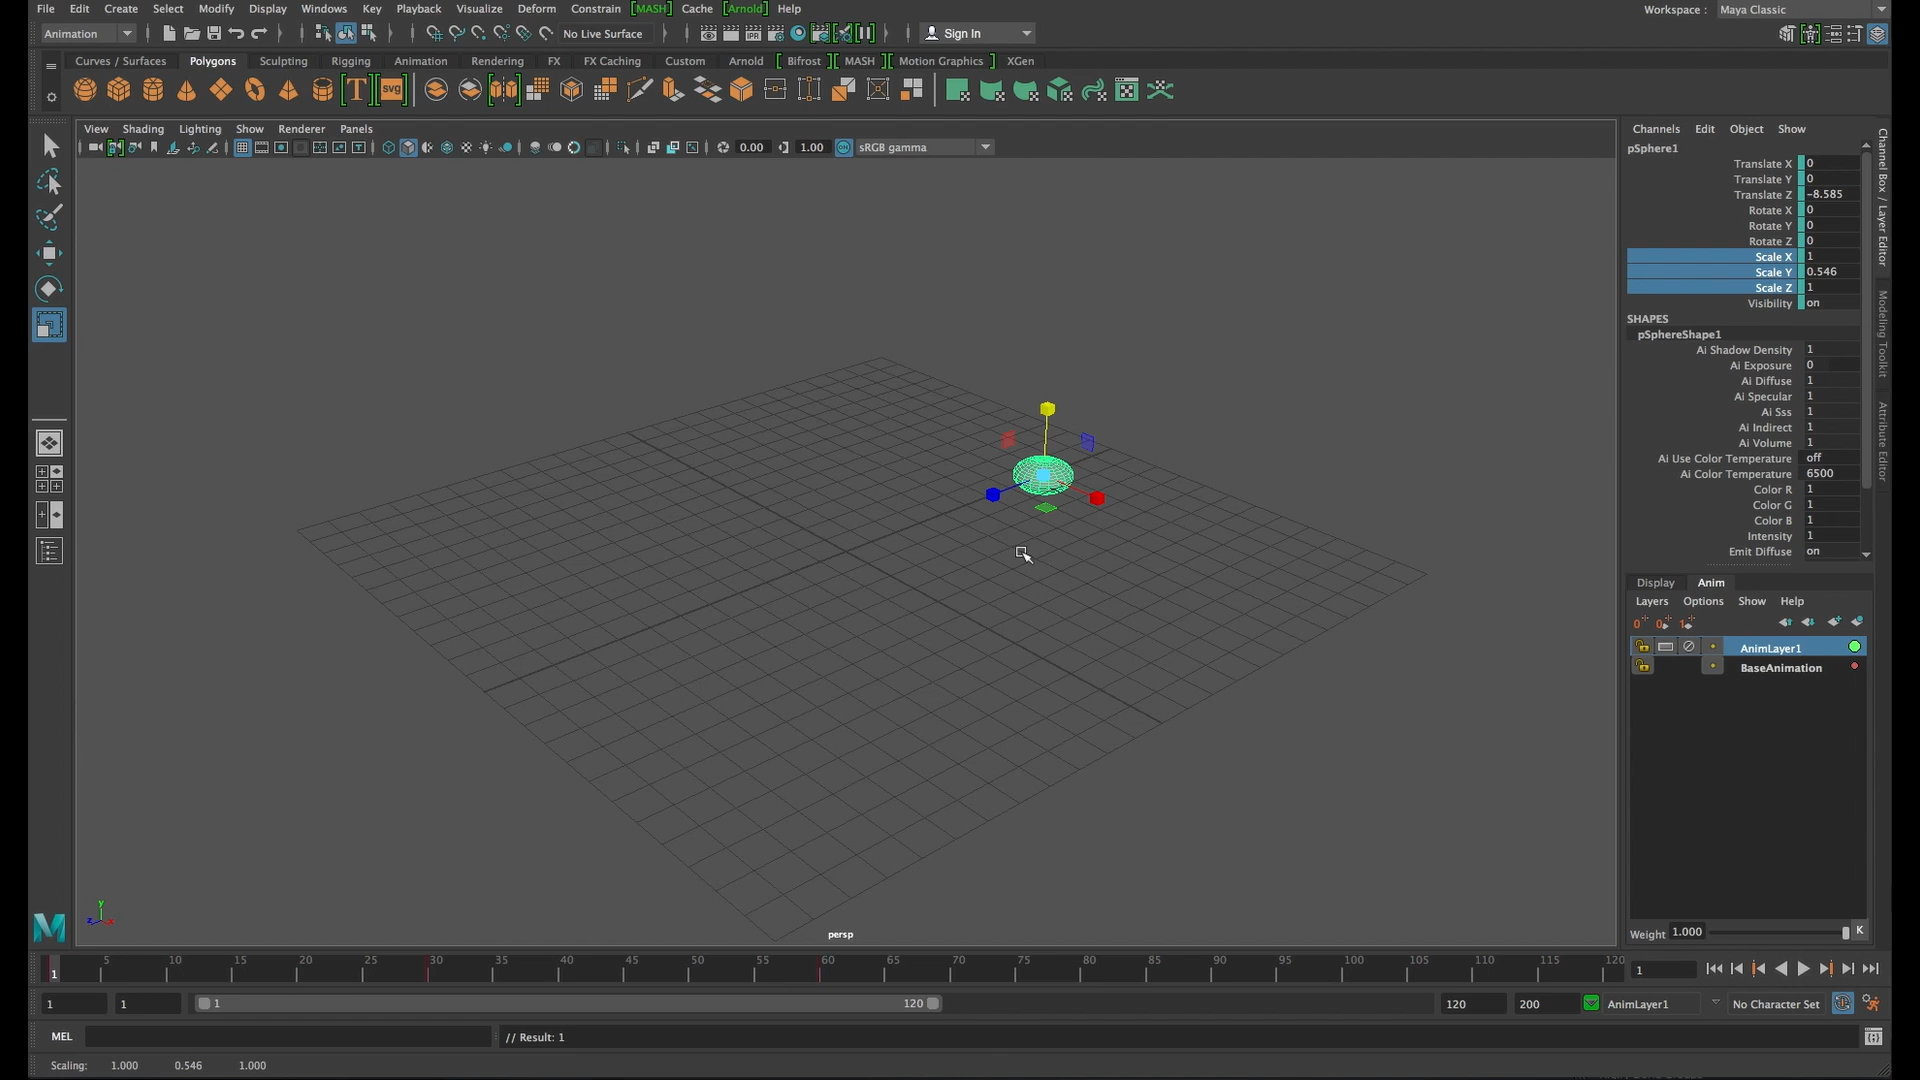 File Edit Create Select Modify Display Windows Key Playback Visualize Deform Constrain [MASH] Cache [Arnold] Help Workspace : Maya Classic
Animation No Live Surface IPR Sign In
Curves / Surfaces Polygons Sculpting Rigging Animation Rendering FX FX Caching Custom Arnold [ Bifrost ] [ MASH ] [ Motion Graphics ] XGen
T svg
View Shading Lighting Show Renderer Panels
0.00 1.00 ON sRGB gamma
Channels Edit Object Show
pSphere1
Translate X 0
Translate Y 0
Translate Z -8.585
Rotate X 0
Rotate Y 0
Rotate Z 0
Scale X 1
Scale Y 0.546
Scale Z 1
Visibility on
SHAPES
pSphereShape1
Ai Shadow Density 1
Ai Exposure 0
Ai Diffuse 1
Ai Specular 1
Ai Sss 1
Ai Indirect 1
Ai Volume 1
Ai Use Color Temperature off
Ai Color Temperature 6500
Color R 1
Color G 1
Color B 1
Intensity 1
Emit Diffuse on
Channel Box / Layer Editor
Modeling Toolkit
Attribute Editor
Display Anim
Layers Options Show Help
AnimLayer1
BaseAnimation
Weight 1.000 K
y
z x
persp
M
1 5 10 15 20 25 30 35 40 45 50 55 60 65 70 75 80 85 90 95 100 105 110 115 120 1
1 1 1 120 120 200 AnimLayer1 No Character Set
MEL // Result: 1
Scaling: 1.000 0.546 1.000